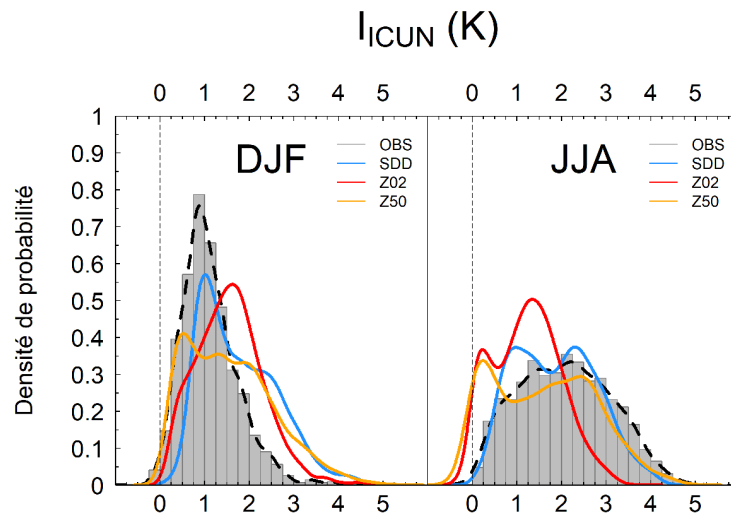 I_ICUN (K)
0 1 2 3 4 5 0 1 2 3 4 5
DJF
OBS
SDD
Z02
Z50
JJA
OBS
SDD
Z02
Z50
Densité de probabilité
1
0.9
0.8
0.7
0.6
0.5
0.4
0.3
0.2
0.1
0
0 1 2 3 4 5 0 1 2 3 4 5